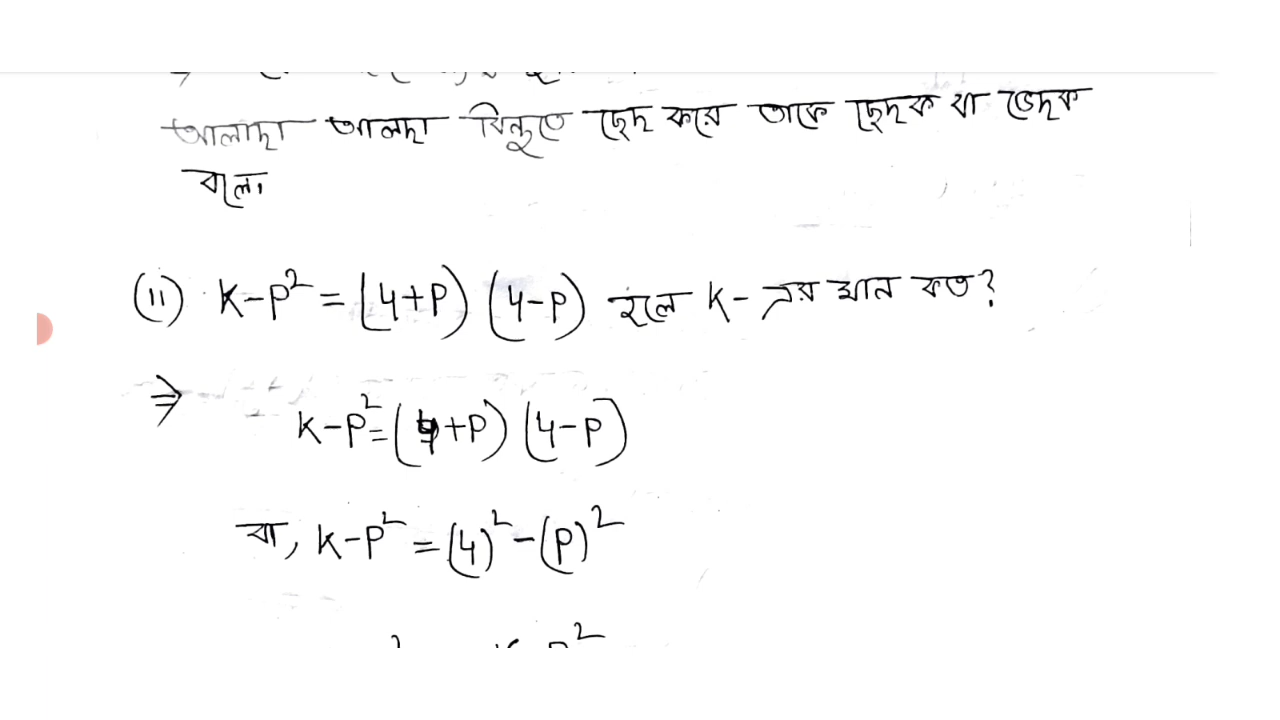 আলাদা আলদা বিন্দুতে ছেদ করে তাকে ছেদক বা ভেদক
বলে।
(ii) K-P² = (4+P) (4-P) হলে K- এর মান কত?
⇒
K-P² = (4+P) (4-P)
বা, K-P² = (4)² - (P)²